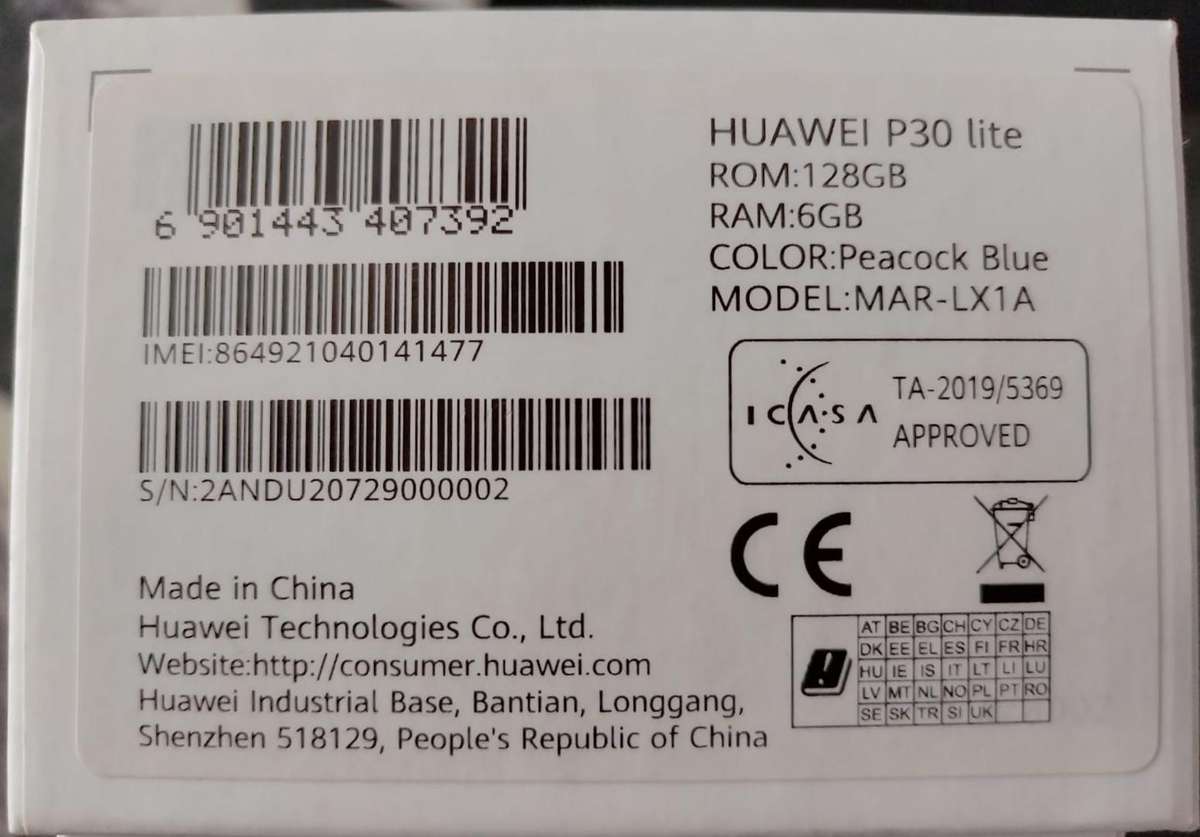 6 901443 407392
IMEI:864921040141477
S/N:2ANDU20729000002
Made in China
Huawei Technologies Co., Ltd.
Website:http://consumer.huawei.com
Huawei Industrial Base, Bantian, Longgang,
Shenzhen 518129, People's Republic of China
HUAWEI P30 lite
ROM:128GB
RAM:6GB
COLOR:Peacock Blue
MODEL:MAR-LX1A
ICASA
TA-2019/5369
APPROVED
CE
AT BE BG CH CY CZ DE
DK EE EL ES FI FR HR
HU IE IS IT LT LI LU
LV MT NL NO PL PT RO
SE SK TR SI UK